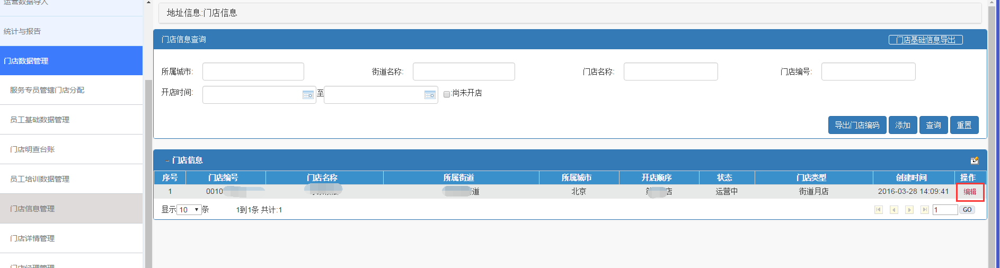 运营数据导入
统计与报告
门店数据管理
服务专员管辖门店分配
员工基础数据管理
门店明查台账
员工培训数据管理
门店信息管理
门店详情管理
门店经理管理
地址信息:门店信息
门店信息查询
门店基础信息导出
所属城市:
街道名称:
门店名称:
门店编号:
开店时间:
至
:尚未开店
导出门店编码 添加 查询 重置
门店信息
序号 门店编号 门店名称 所属街道 所属城市 开店顺序 状态 门店类型 创建时间 操作
1 0010 道 北京 第 店 运营中 街道月店 2016-03-28 14:09:41 编辑
显示 10 条 1到1条 共计:1
1 GO